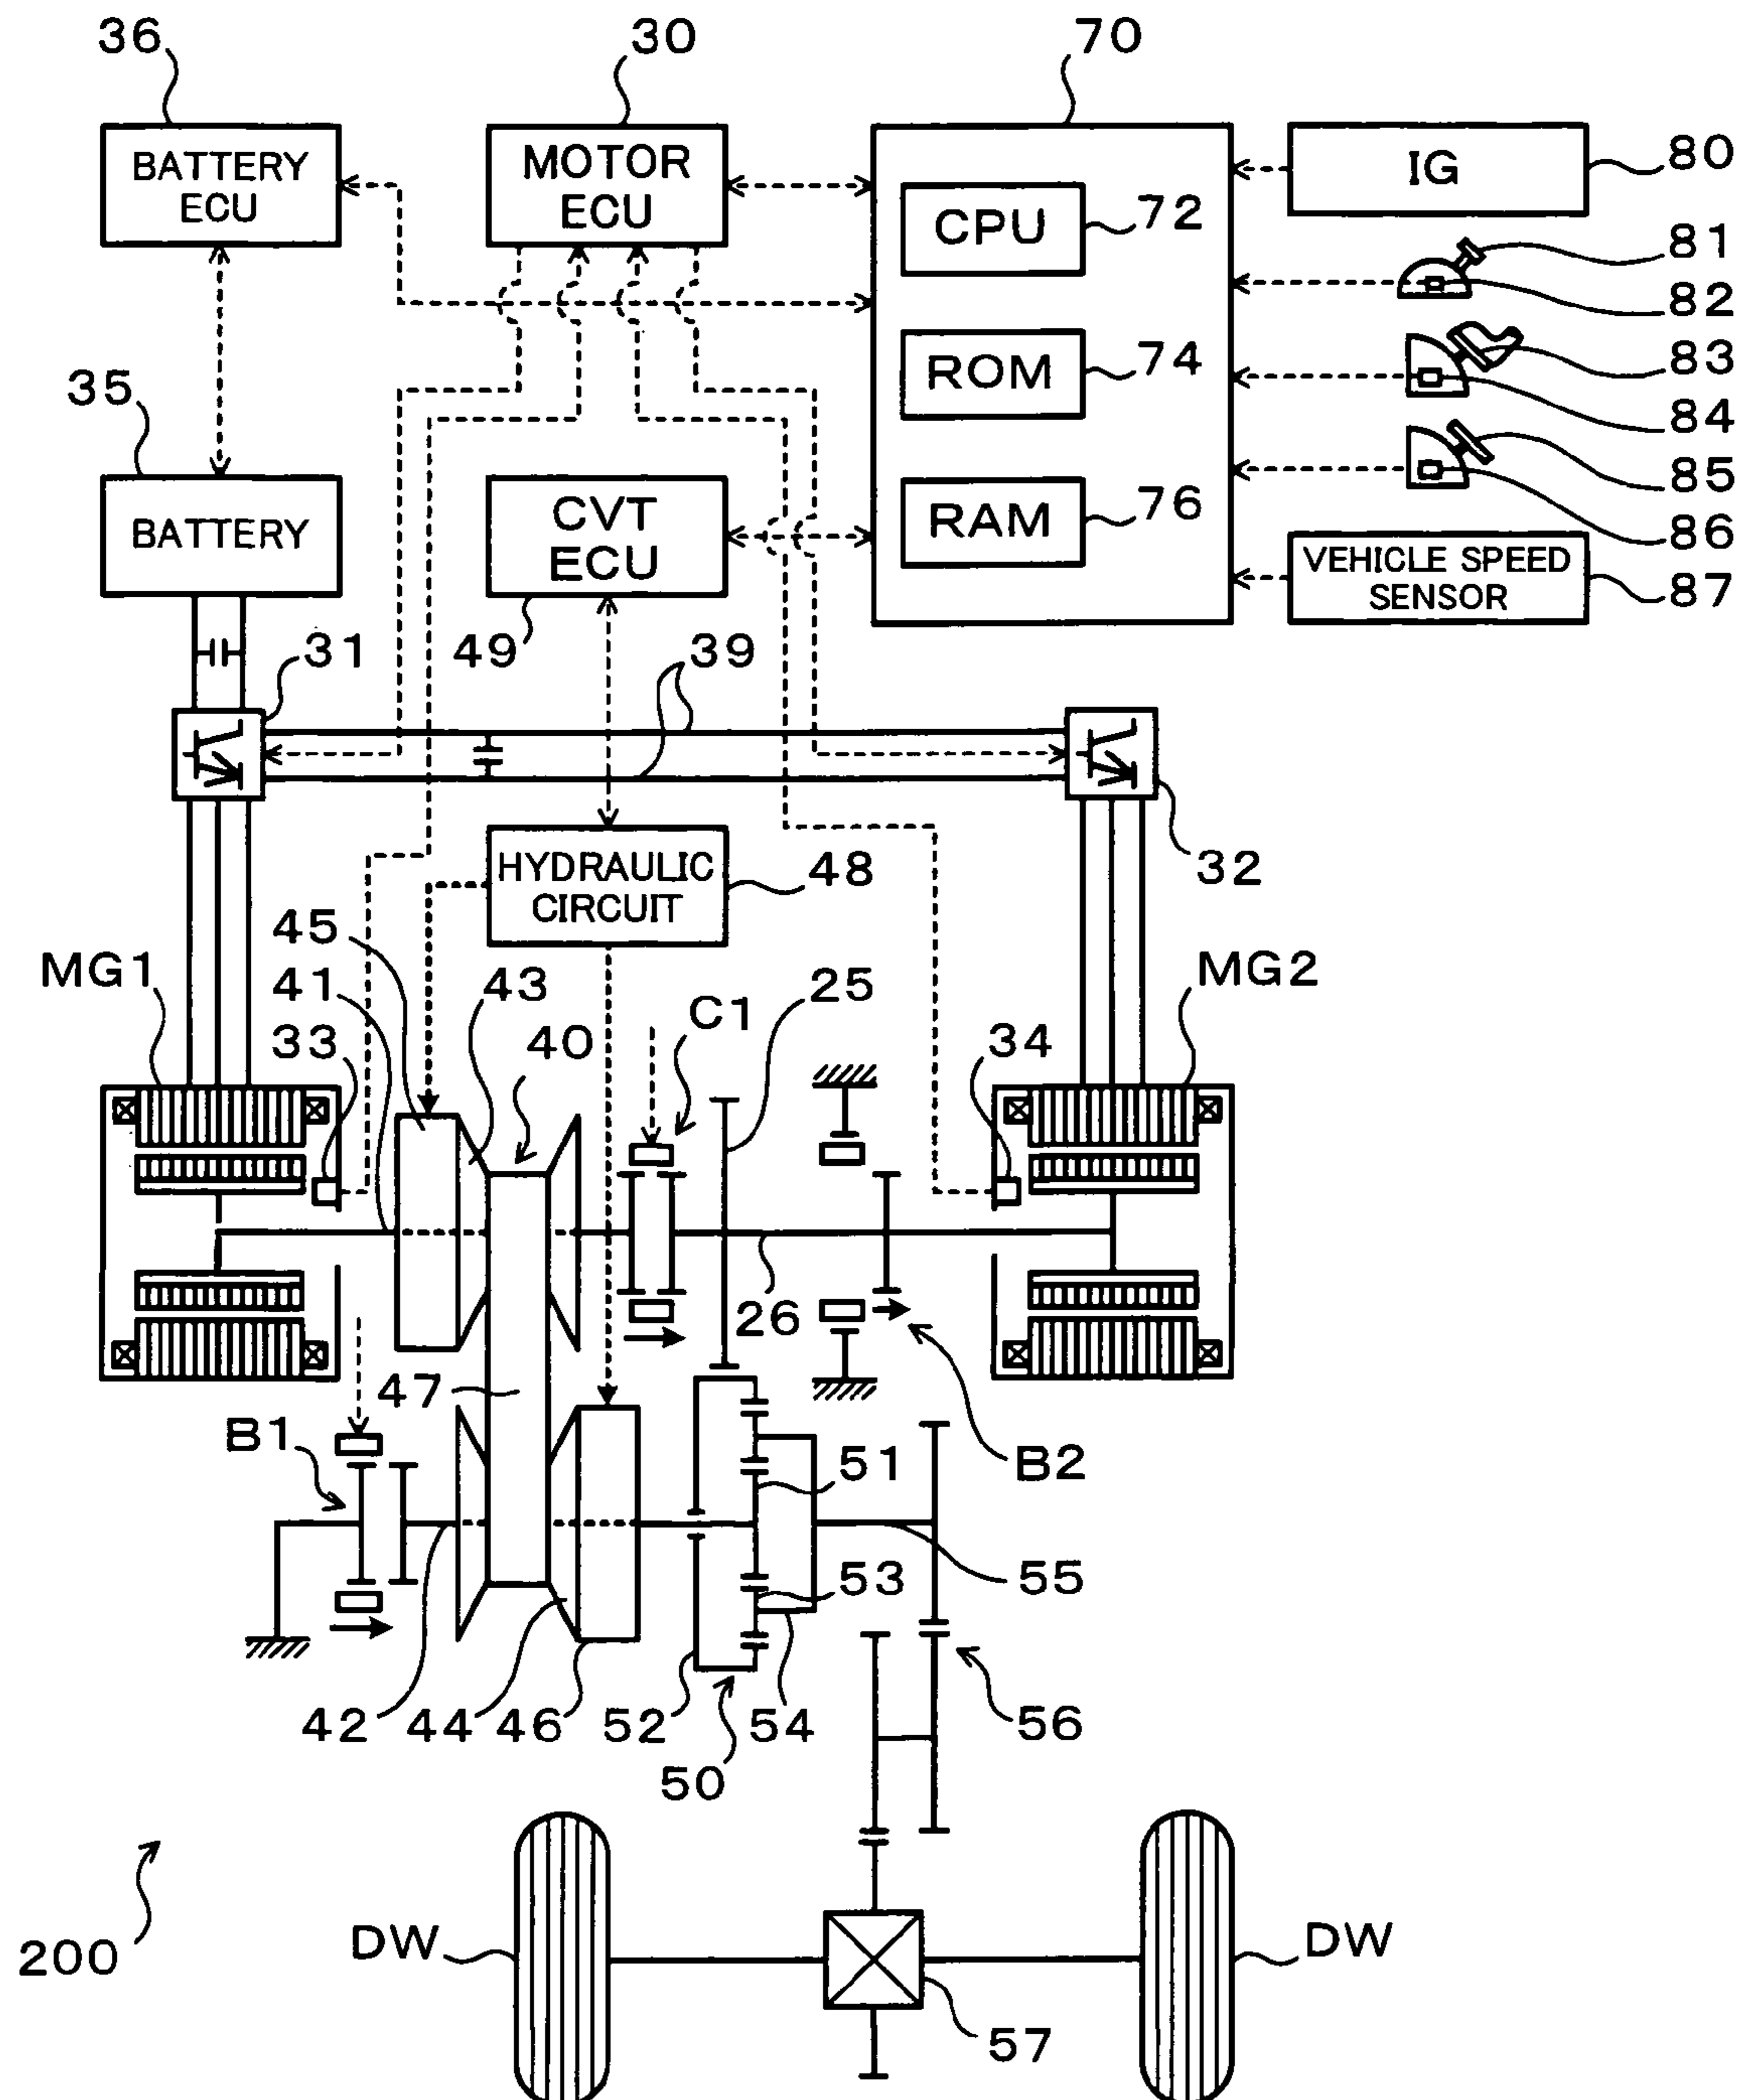 36
30
70
BATTERY
ECU
MOTOR
ECU
IG
80
CPU
72
81
82
ROM
74
83
84
35
BATTERY
CVT
ECU
RAM
76
85
86
VEHICLE SPEED
SENSOR
87
31
49
39
32
HYDRAULIC
CIRCUIT
48
45
MG1
41
43
C1
25
MG2
33
40
34
26
47
B1
51
B2
53
55
42
44
46
52
54
56
50
200
DW
DW
57